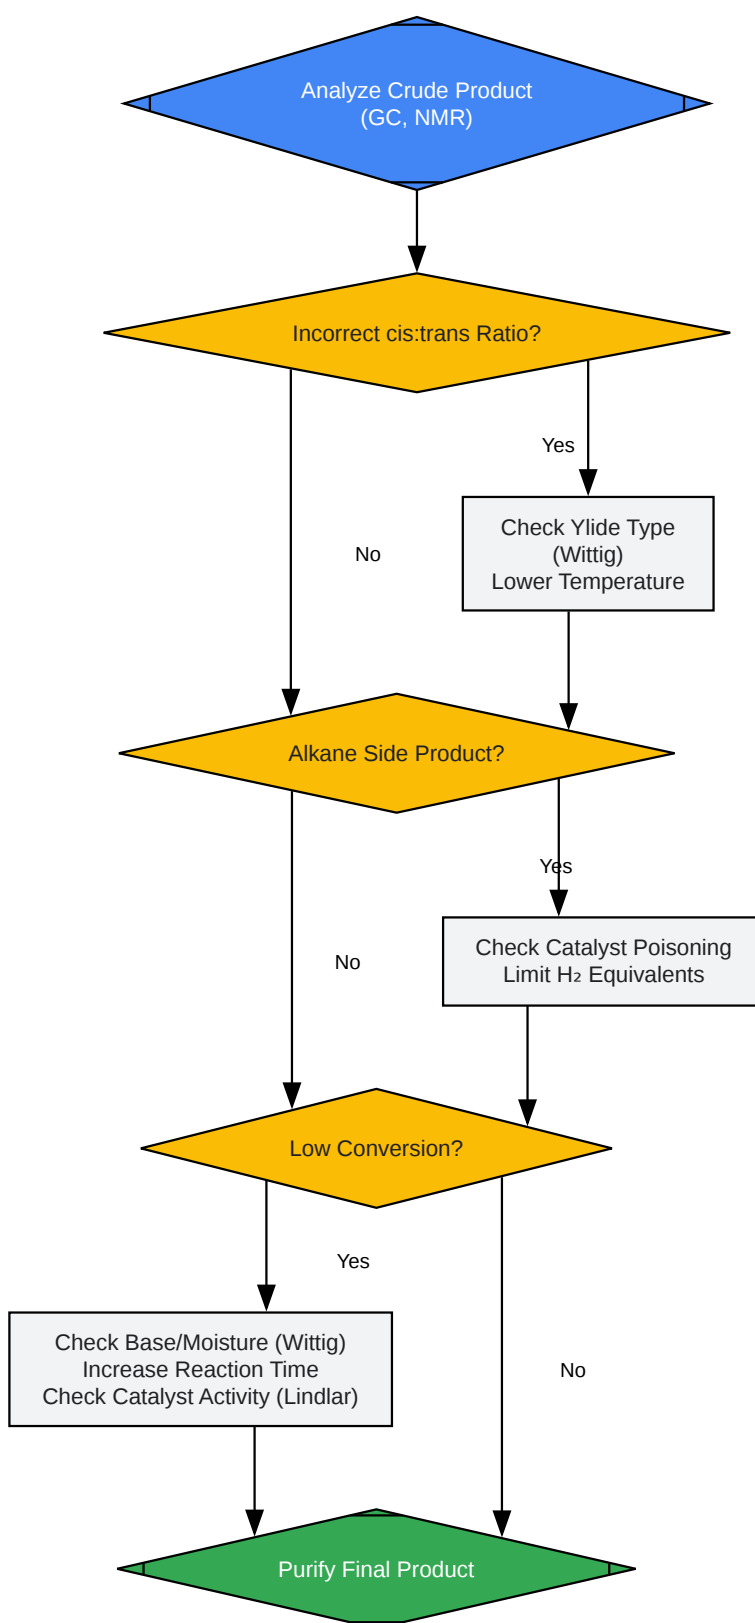 Analyze Crude Product
(GC, NMR)
Incorrect cis:trans Ratio?
Yes
No
Check Ylide Type
(Wittig)
Lower Temperature
Alkane Side Product?
Yes
No
Check Catalyst Poisoning
Limit H₂ Equivalents
Low Conversion?
Yes
No
Check Base/Moisture (Wittig)
Increase Reaction Time
Check Catalyst Activity (Lindlar)
Purify Final Product